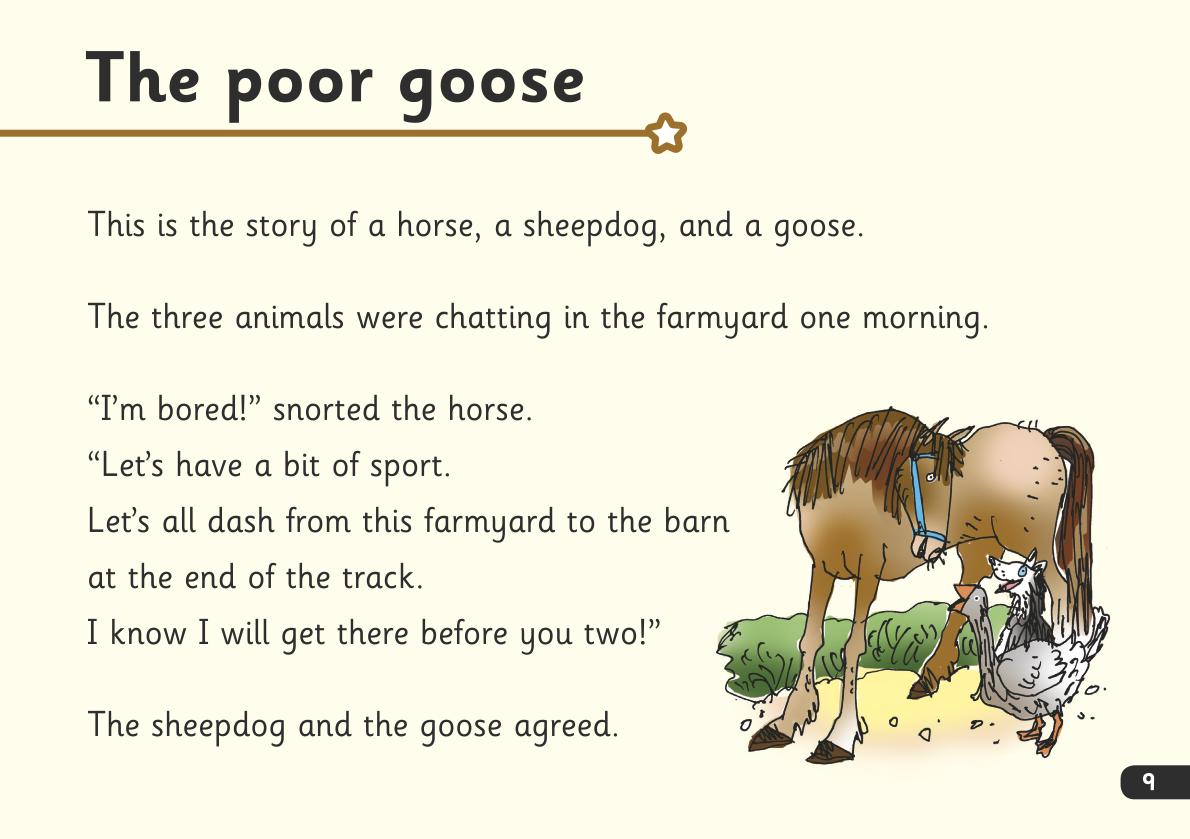 The poor goose
This is the story of a horse, a sheepdog, and a goose.
The three animals were chatting in the farmyard one morning.
“I’m bored!” snorted the horse.
“Let’s have a bit of sport.
Let’s all dash from this farmyard to the barn
at the end of the track.
I know I will get there before you two!”
The sheepdog and the goose agreed.
9